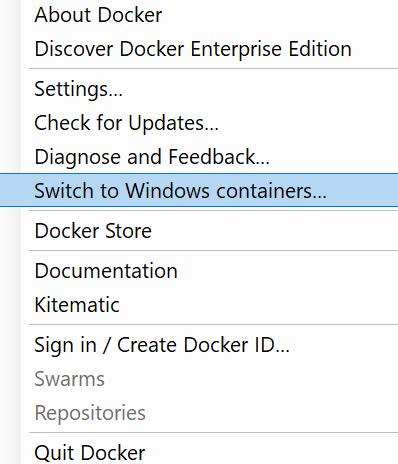 About Docker
Discover Docker Enterprise Edition
Settings...
Check for Updates...
Diagnose and Feedback...
Switch to Windows containers...
Docker Store
Documentation
Kitematic
Sign in / Create Docker ID...
Swarms
Repositories
Quit Docker